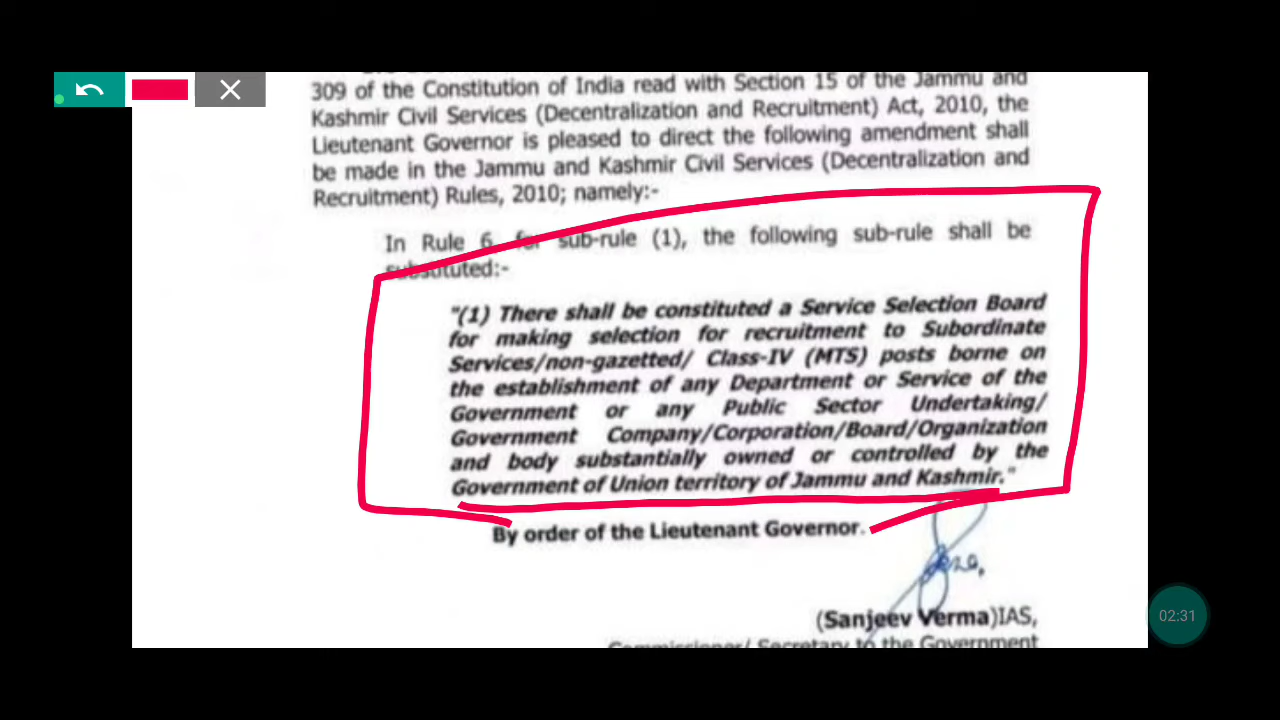 309 of the Constitution of India read with Section 15 of the Jammu and
Kashmir Civil Services (Decentralization and Recruitment) Act, 2010, the
Lieutenant Governor is pleased to direct the following amendment shall
be made in the Jammu and Kashmir Civil Services (Decentralization and
Recruitment) Rules, 2010; namely:-
In Rule 6, for sub-rule (1), the following sub-rule shall be
substituted:-
"(1) There shall be constituted a Service Selection Board
for making selection for recruitment to Subordinate
Services/non-gazetted/ Class-IV (MTS) posts borne on
the establishment of any Department or Service of the
Government or any Public Sector Undertaking/
Government Company/Corporation/Board/Organization
and body substantially owned or controlled by the
Government of Union territory of Jammu and Kashmir."
By order of the Lieutenant Governor.
(Sanjeev Verma)IAS,
Commissioner/ Secretary to the Government
02:31